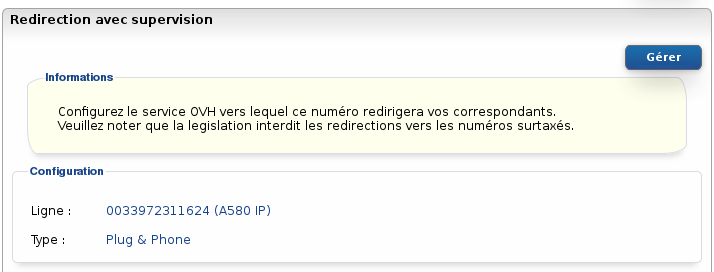 Redirection avec supervision
Gérer
Informations
Configurez le service OVH vers lequel ce numéro redirigera vos correspondants.
Veuillez noter que la legislation interdit les redirections vers les numéros surtaxés.
Configuration
Ligne : 0033972311624 (A580 IP)
Type : Plug & Phone